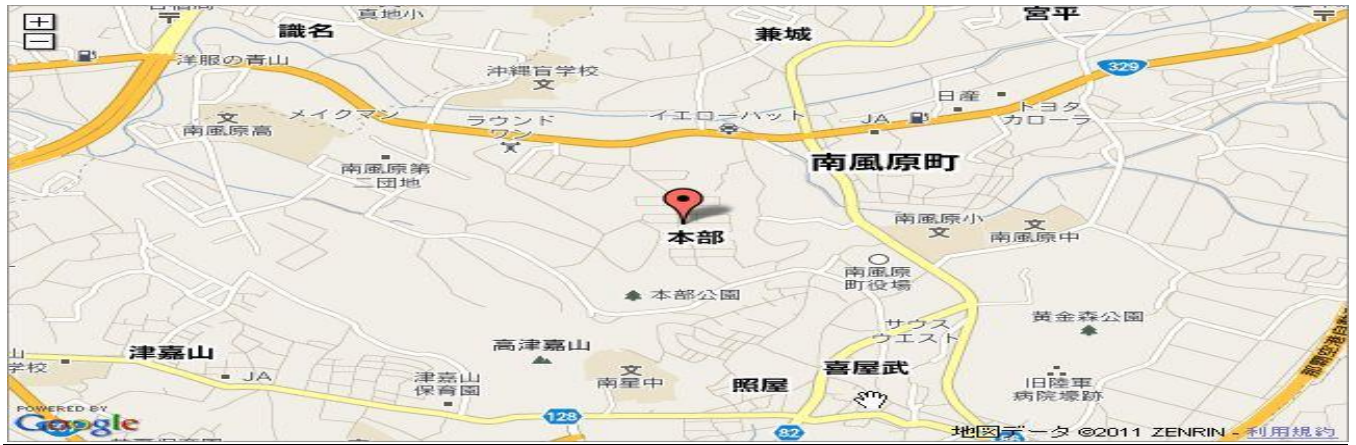 真地小
識名
兼城
宮平
洋服の青山
沖縄盲学校
329
日産
トヨタ
カローラ
メイクマン
ラウンド
ワン
イエローハット
JA
南風原高
南風原第
二団地
南風原町
本部
南風原小
南風原中
南風原
町役場
本部公園
黄金森公園
サウス
ウエスト
津嘉山
高津嘉山
喜屋武
学校
JA
津嘉山
保育園
南星中
照屋
旧陸軍
病院壕跡
128
82
POWERED BY
Google
地図データ ©2011 ZENRIN - 利用規約